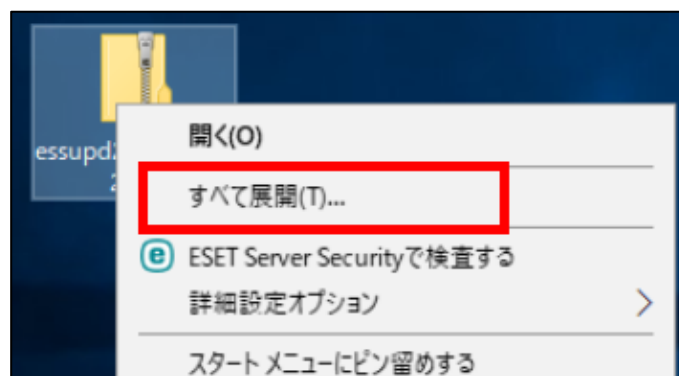 essupd2
2
開く(O)
すべて展開(T)...
ESET Server Securityで検査する
詳細設定オプション
スタート メニューにピン留めする